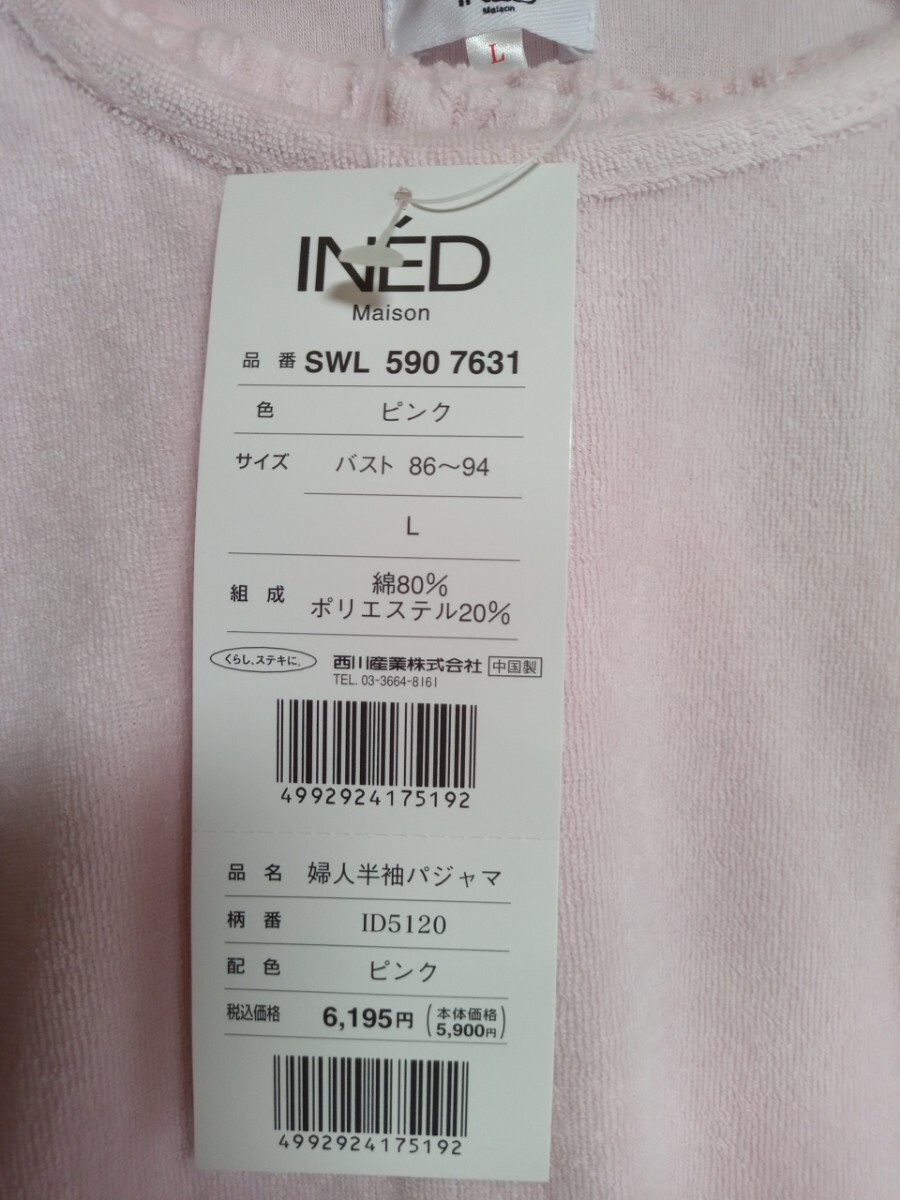 Maison
L
INÉD
Maison
品番 SWL 590 7631
色 ピンク
サイズ バスト 86～94
L
組成 綿80%
ポリエステル20%
くらし、ステキに。 西川産業株式会社 中国製
TEL. 03-3664-8161
4992924175192
品名 婦人半袖パジャマ
柄番 ID5120
配色 ピンク
税込価格 6,195円 (本体価格 5,900円)
4992924175192